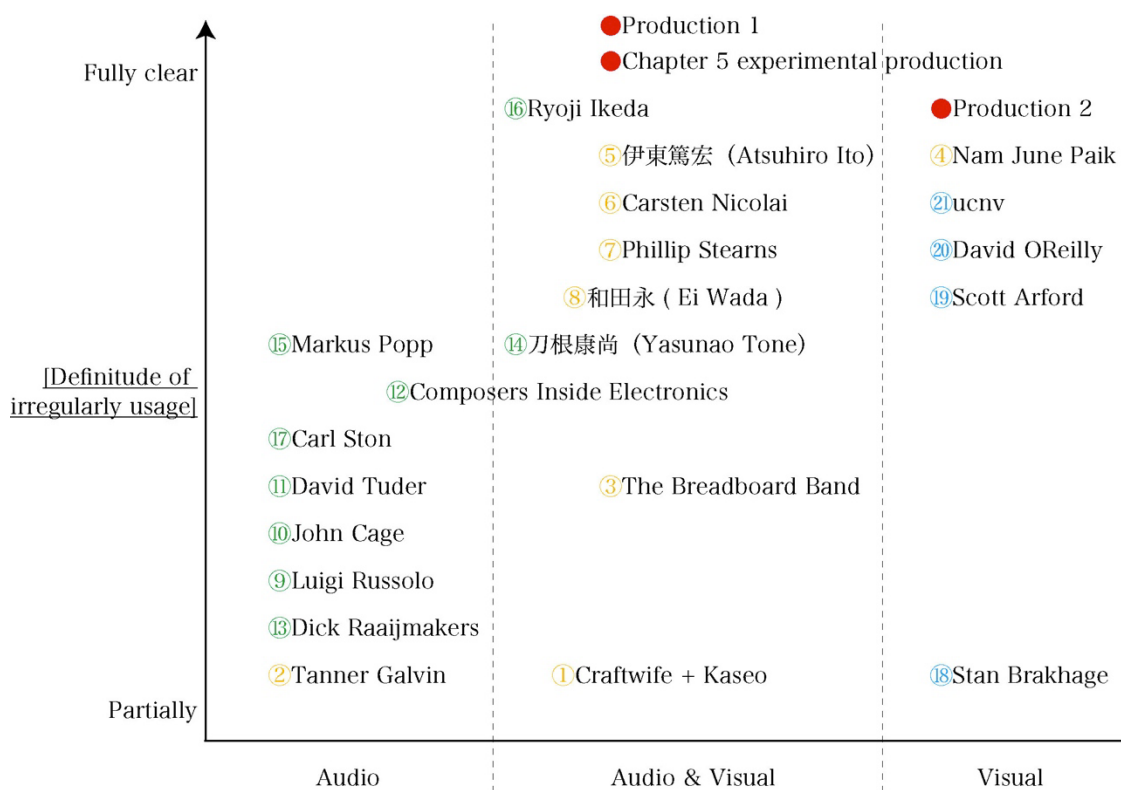 ●Production 1
Fully clear ●Chapter 5 experimental production
⑯Ryoji Ikeda ●Production 2
⑤伊東篤宏（Atsuhiro Ito） ④Nam June Paik
⑥Carsten Nicolai ㉑ucnv
⑦Phillip Stearns ⑳David OReilly
⑧和田永 ( Ei Wada ) ⑲Scott Arford
⑮Markus Popp ⑭刀根康尚（Yasunao Tone）
[Definitude of
irregularly usage]
⑫Composers Inside Electronics
⑰Carl Ston
⑪David Tuder ③The Breadboard Band
⑩John Cage
⑨Luigi Russolo
⑬Dick Raaijmakers
②Tanner Galvin ①Craftwife + Kaseo ⑱Stan Brakhage
Partially
Audio Audio & Visual Visual